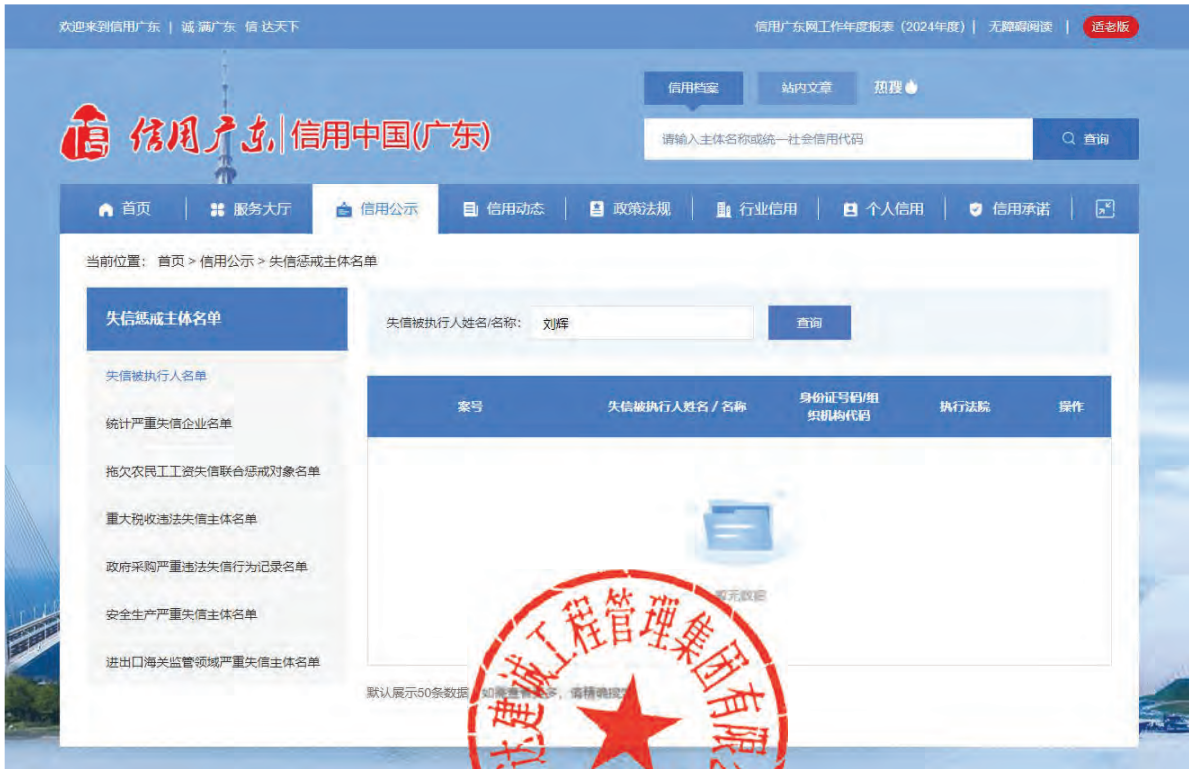 欢迎来到信用广东 | 诚 满广东 信 达天下
信用广东网工作年度报表（2024年度）| 无障碍阅读 | 适老版
信用档案 站内文章 热搜
信 信用广东 | 信用中国(广东)
请输入主体名称或统一社会信用代码 查询
首页 服务大厅 信用公示 信用动态 政策法规 行业信用 个人信用 信用承诺
当前位置： 首页 > 信用公示 > 失信惩戒主体名单
失信惩戒主体名单
失信被执行人名单
统计严重失信企业名单
拖欠农民工工资失信联合惩戒对象名单
重大税收违法失信主体名单
政府采购严重违法失信行为记录名单
安全生产严重失信主体名单
进出口海关监管领域严重失信主体名单
失信被执行人姓名/名称： 刘辉 查询
案号 失信被执行人姓名 / 名称 身份证号码/组织机构代码 执行法院 操作
暂无数据
默认展示50条数据，如需查看更多，请精确搜索
达建诚工程管理集团有限